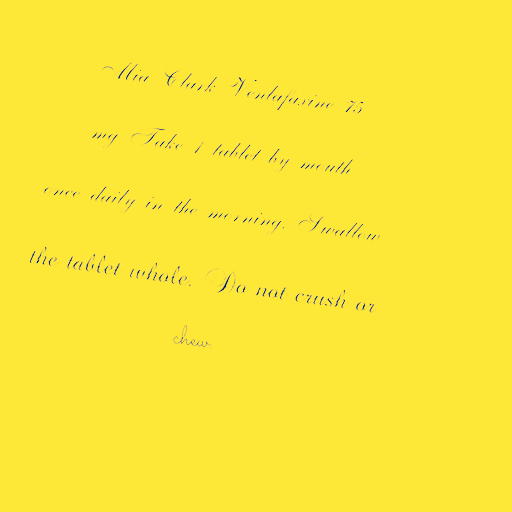 Mia Clark Venlafaxine 75
mg Take 1 tablet by mouth
once daily in the morning. Swallow
the tablet whole. Do not crush or
chew.